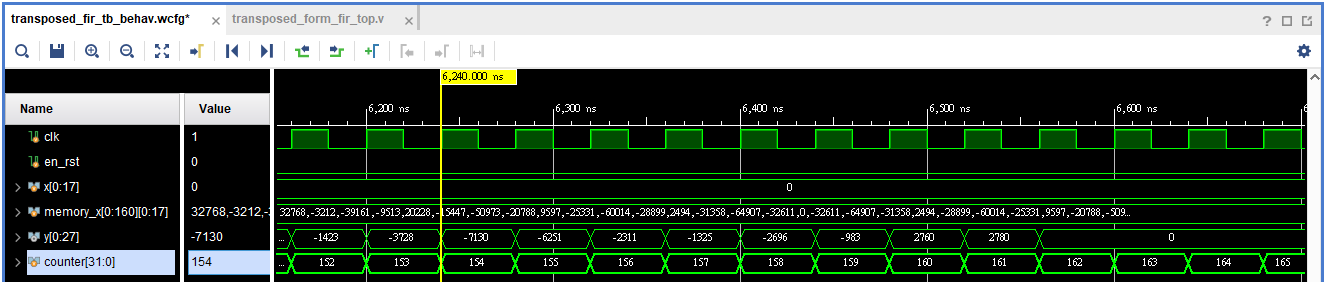 transposed_fir_tb_behav.wcfg* × transposed_form_fir_top.v ×
?
6,240.000 ns
Name Value
6,200 ns 6,300 ns 6,400 ns 6,500 ns 6,600 ns
clk 1
en_rst 0
x[0:17] 0 0
memory_x[0:160][0:17] 32768,-3212,-3 32768,-3212,-39161,-9513,20228,-15447,-50973,-20788,9597,-25331,-60014,-28899,2494,-31358,-64907,-32611,0,-32611,-64907,-31358,2494,-28899,-60014,-25331,9597,-20788,-509…
y[0:27] -7130 ... -1423 -3728 -7130 -6251 -2311 -1325 -2696 -983 2760 2780 0
counter[31:0] 154 ... 152 153 154 155 156 157 158 159 160 161 162 163 164 165